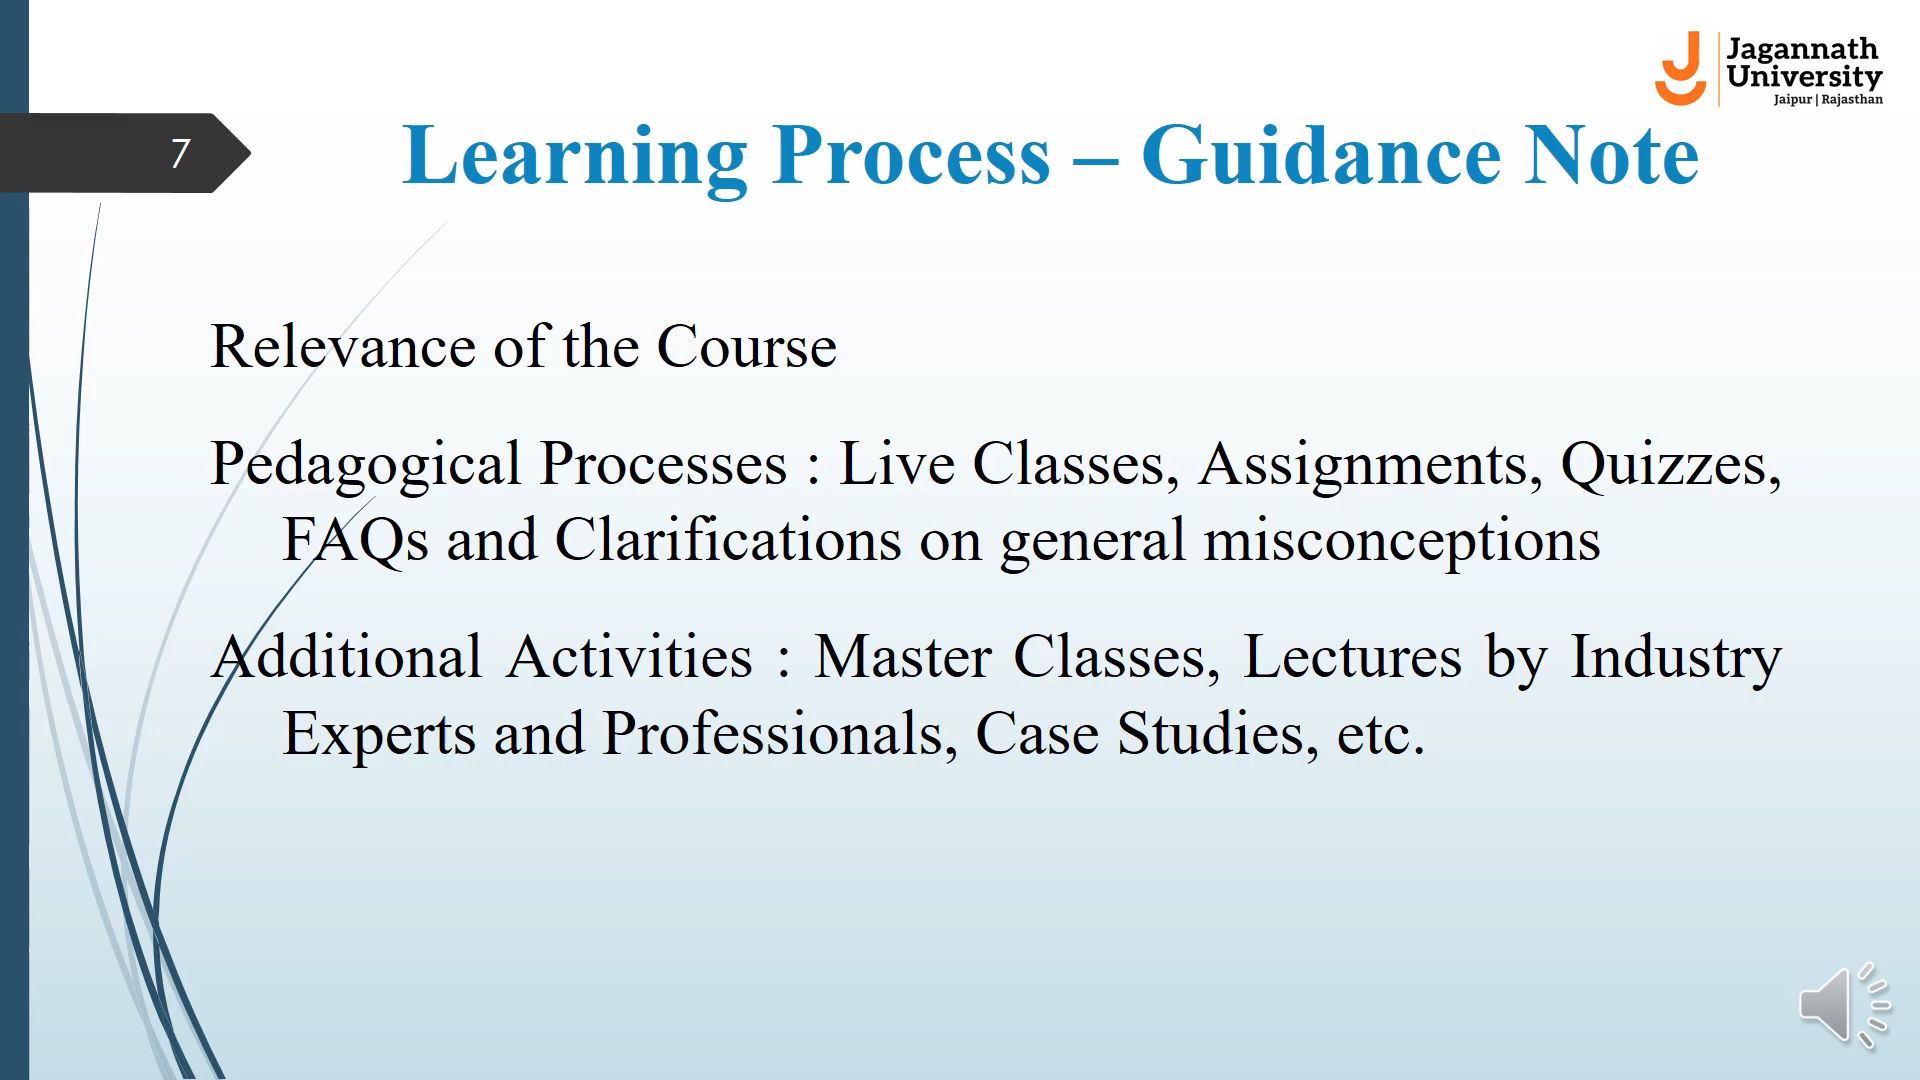 Jagannath
University
Jaipur | Rajasthan
7
Learning Process – Guidance Note
Relevance of the Course
Pedagogical Processes : Live Classes, Assignments, Quizzes,
FAQs and Clarifications on general misconceptions
Additional Activities : Master Classes, Lectures by Industry
Experts and Professionals, Case Studies, etc.